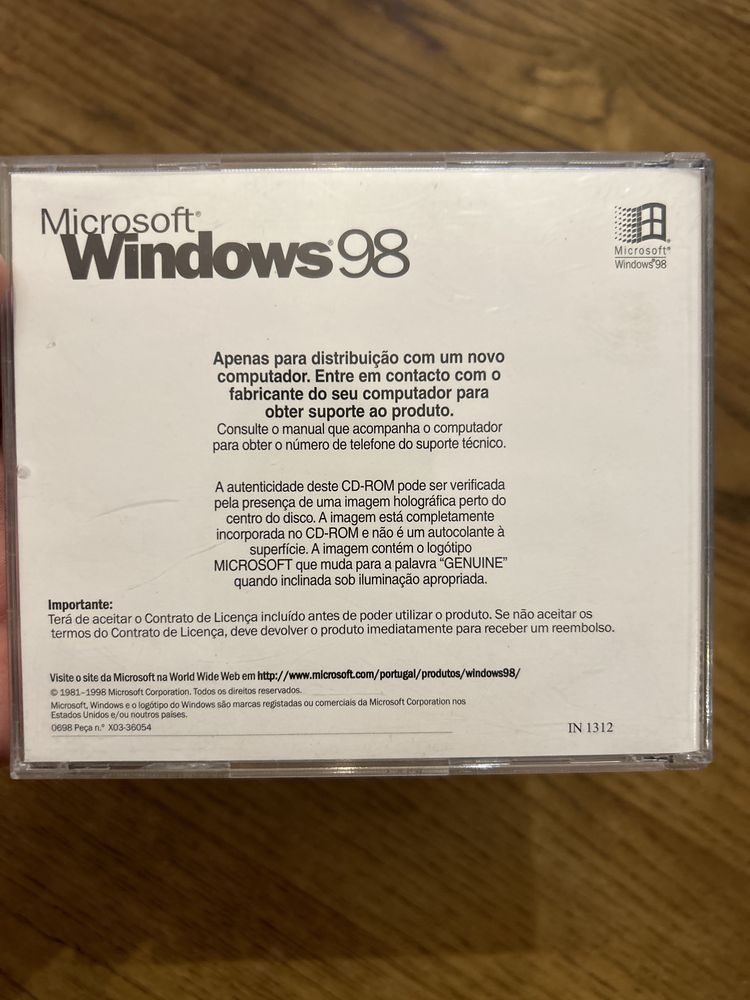 Microsoft®
Windows®98
Microsoft®
Windows®98
Apenas para distribuição com um novo
computador. Entre em contacto com o
fabricante do seu computador para
obter suporte ao produto.
Consulte o manual que acompanha o computador
para obter o número de telefone do suporte técnico.
A autenticidade deste CD-ROM pode ser verificada
pela presença de uma imagem holográfica perto do
centro do disco. A imagem está completamente
incorporada no CD-ROM e não é um autocolante à
superfície. A imagem contém o logótipo
MICROSOFT que muda para a palavra “GENUINE”
quando inclinada sob iluminação apropriada.
Importante:
Terá de aceitar o Contrato de Licença incluído antes de poder utilizar o produto. Se não aceitar os
termos do Contrato de Licença, deve devolver o produto imediatamente para receber um reembolso.
Visite o site da Microsoft na World Wide Web em http://www.microsoft.com/portugal/produtos/windows98/
© 1981–1998 Microsoft Corporation. Todos os direitos reservados.
Microsoft, Windows e o logótipo do Windows são marcas registadas ou comerciais da Microsoft Corporation nos
Estados Unidos e/ou noutros países.
0698 Peça n.º X03-36054
IN 1312